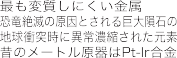 最も変質しにくい金属
恐竜絶滅の原因とされる巨大隕石の
地球衝突時に異常濃縮された元素
昔のメートル原器はPt-Ir合金